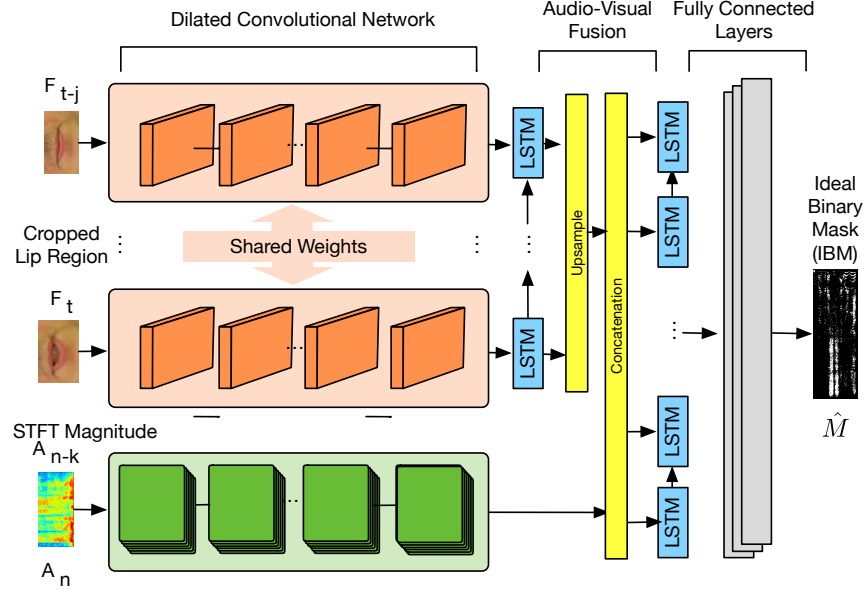 Dilated Convolutional Network
Audio-Visual
Fusion
Fully Connected
Layers
F t-j
LSTM
LSTM
Cropped
Lip Region
⋮
Shared Weights
⋮
⋮
Upsample
Concatenation
LSTM
Ideal
Binary
Mask
(IBM)
F t
...
...
LSTM
⋮
M̂
STFT Magnitude
A n-k
...
LSTM
LSTM
A n